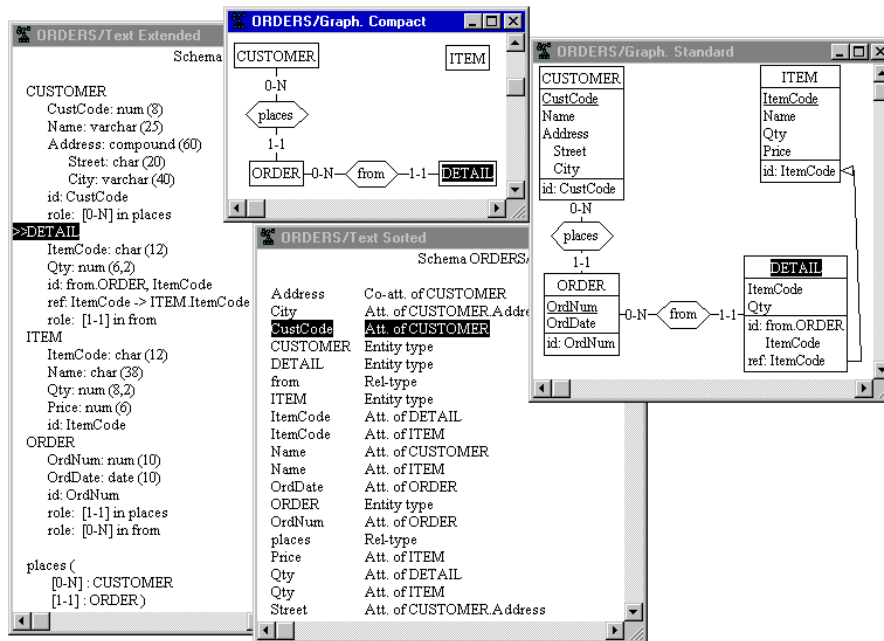 ORDERS/Text Extended
Schema
CUSTOMER
CustCode: num (8)
Name: varchar (25)
Address: compound (60)
Street: char (20)
City: varchar (40)
id: CustCode
role: [0-N] in places
>>DETAIL
ItemCode: char (12)
Qty: num (6,2)
id: from.ORDER, ItemCode
ref: ItemCode -> ITEM.ItemCode
role: [1-1] in from
ITEM
ItemCode: char (12)
Name: char (38)
Qty: num (8,2)
Price: num (6)
id: ItemCode
ORDER
OrdNum: num (10)
OrdDate: date (10)
id: OrdNum
role: [1-1] in places
role: [0-N] in from
places (
[0-N] : CUSTOMER
[1-1] : ORDER )
ORDERS/Graph. Compact
CUSTOMER
ITEM
0-N
places
1-1
ORDER
0-N
from
1-1
DETAIL
ORDERS/Text Sorted
Schema ORDERS/
Address Co-att. of CUSTOMER
City Att. of CUSTOMER.Addre
CustCode Att. of CUSTOMER
CUSTOMER Entity type
DETAIL Entity type
from Rel-type
ITEM Entity type
ItemCode Att. of DETAIL
ItemCode Att. of ITEM
Name Att. of CUSTOMER
Name Att. of ITEM
OrdDate Att. of ORDER
ORDER Entity type
OrdNum Att. of ORDER
places Rel-type
Price Att. of ITEM
Qty Att. of DETAIL
Qty Att. of ITEM
Street Att. of CUSTOMER.Address
ORDERS/Graph. Standard
CUSTOMER
CustCode
Name
Address
Street
City
id: CustCode
ITEM
ItemCode
Name
Qty
Price
id: ItemCode
0-N
places
1-1
ORDER
OrdNum
OrdDate
id: OrdNum
0-N
from
1-1
DETAIL
ItemCode
Qty
id: from.ORDER
ItemCode
ref: ItemCode